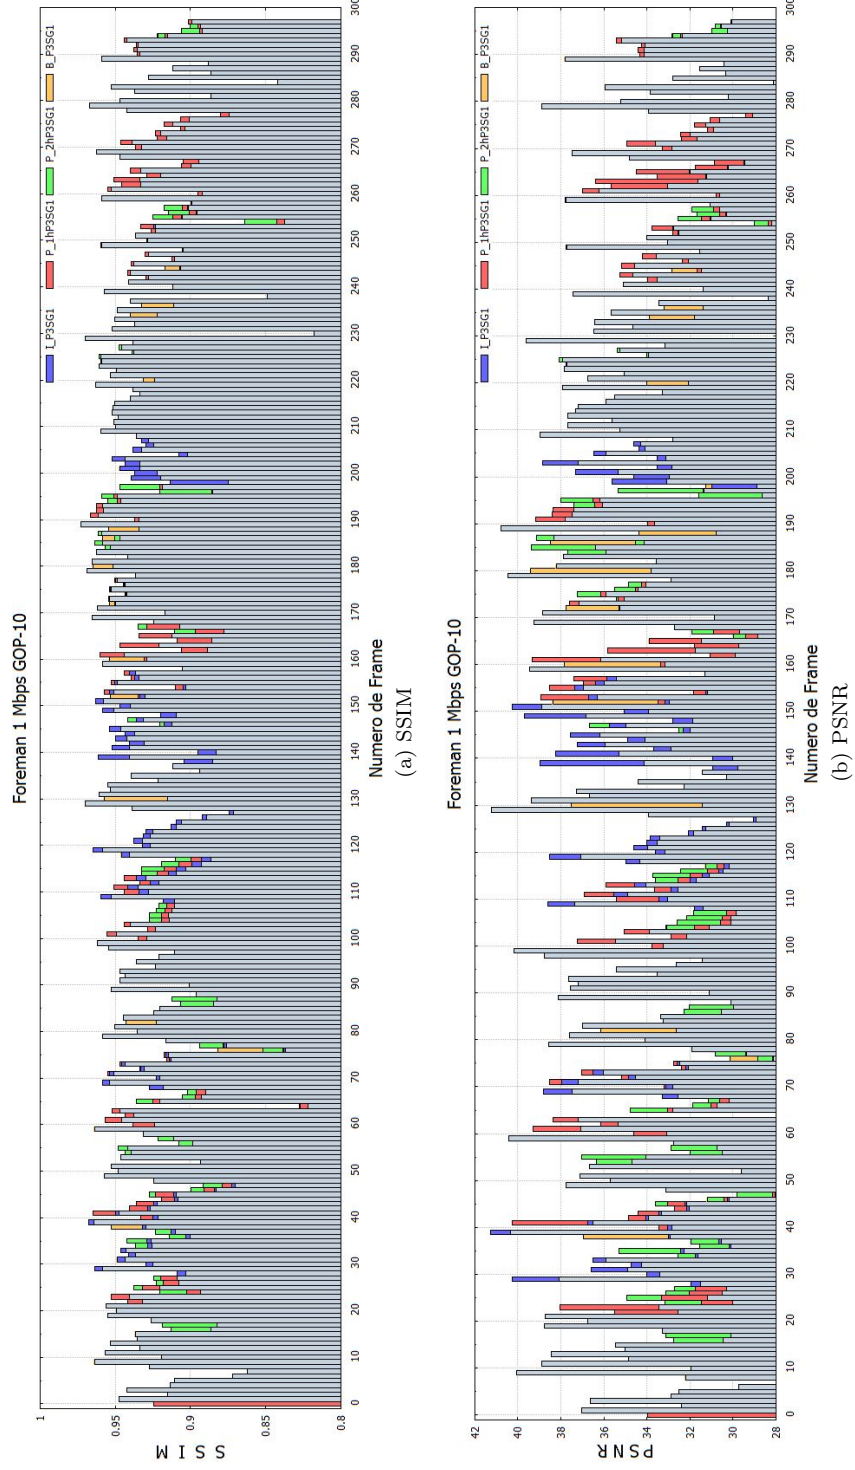 Foreman 1 Mbps GOP-10
I_P3SG1 P_1hP3SG1 P_2hP3SG1 B_P3SG1
SSIM
1
0.95
0.9
0.85
0.8
0 10 20 30 40 50 60 70 80 90 100 110 120 130 140 150 160 170 180 190 200 210 220 230 240 250 260 270 280 290 300
Numero de Frame
(a) SSIM
Foreman 1 Mbps GOP-10
I_P3SG1 P_1hP3SG1 P_2hP3SG1 B_P3SG1
PSNR
42
40
38
36
34
32
30
28
0 10 20 30 40 50 60 70 80 90 100 110 120 130 140 150 160 170 180 190 200 210 220 230 240 250 260 270 280 290 300
Numero de Frame
(b) PSNR